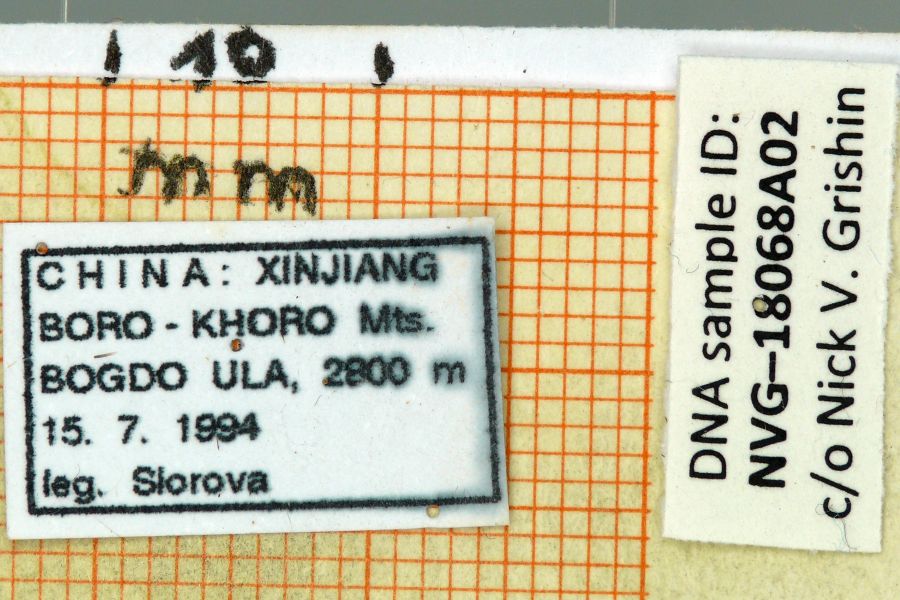 10
mm
CHINA: XINJIANG
BORO - KHORO Mts.
BOGDO ULA, 2800 m
15. 7. 1994
leg. Siorova
DNA sample ID:
NVG-18068A02
c/o Nick V. Grishin